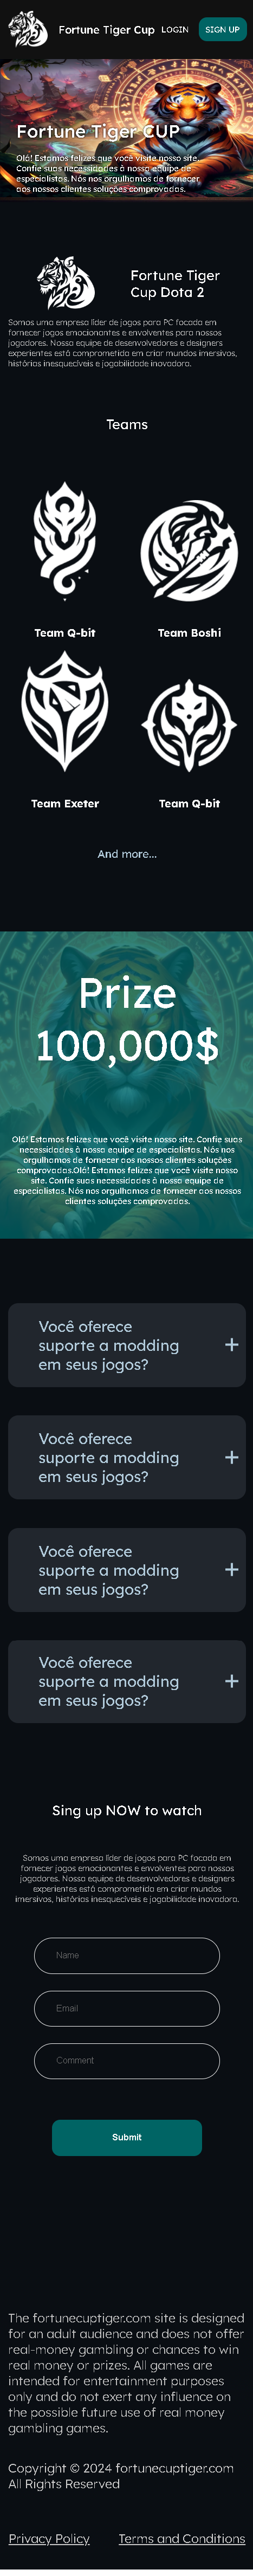 Fortune Tiger Cup LOGIN SIGN UP
Fortune Tiger CUP
Olá! Estamos felizes que você visite nosso site.
Confie suas necessidades à nossa equipe de
especialistas. Nós nos orgulhamos de fornecer
aos nossos clientes soluções comprovadas.
Fortune Tiger
Cup Dota 2
Somos uma empresa líder de jogos para PC focada em
fornecer jogos emocionantes e envolventes para nossos
jogadores. Nossa equipe de desenvolvedores e designers
experientes está comprometida em criar mundos imersivos,
histórias inesquecíveis e jogabilidade inovadora.
Teams
Team Q-bit
Team Boshi
Team Exeter
Team Q-bit
And more...
Prize
100,000$
Olá! Estamos felizes que você visite nosso site. Confie suas
necessidades à nossa equipe de especialistas. Nós nos
orgulhamos de fornecer aos nossos clientes soluções
comprovadas.Olá! Estamos felizes que você visite nosso
site. Confie suas necessidades à nossa equipe de
especialistas. Nós nos orgulhamos de fornecer aos nossos
clientes soluções comprovadas.
Você oferece
suporte a modding
em seus jogos?
Você oferece
suporte a modding
em seus jogos?
Você oferece
suporte a modding
em seus jogos?
Você oferece
suporte a modding
em seus jogos?
Sing up NOW to watch
Somos uma empresa líder de jogos para PC focada em
fornecer jogos emocionantes e envolventes para nossos
jogadores. Nossa equipe de desenvolvedores e designers
experientes está comprometida em criar mundos
imersivos, histórias inesquecíveis e jogabilidade inovadora.
Name
Email
Comment
Submit
The fortunecuptiger.com site is designed
for an adult audience and does not offer
real-money gambling or chances to win
real money or prizes. All games are
intended for entertainment purposes
only and do not exert any influence on
the possible future use of real money
gambling games.
Copyright © 2024 fortunecuptiger.com
All Rights Reserved
Privacy Policy Terms and Conditions